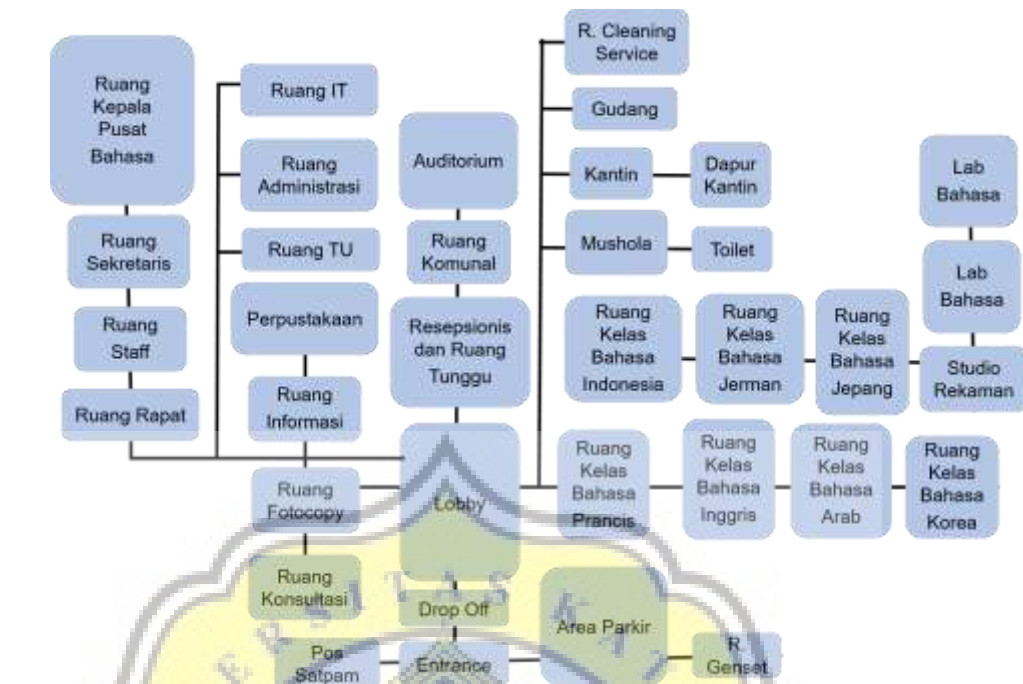 Ruang
Kepala
Pusat
Bahasa
Ruang
Sekretaris
Ruang
Staff
Ruang Rapat
Ruang IT
Ruang
Administrasi
Ruang TU
Perpustakaan
Ruang
Informasi
Ruang
Fotocopy
Ruang
Konsultasi
Auditorium
Ruang
Komunal
Resepsionis
dan Ruang
Tunggu
Lobby
Drop Off
Entrance
Pos
Satpam
Area Parkir
R.
Genset
R. Cleaning
Service
Gudang
Kantin
Dapur
Kantin
Mushola
Toilet
Ruang
Kelas
Bahasa
Indonesia
Ruang
Kelas
Bahasa
Jerman
Ruang
Kelas
Bahasa
Jepang
Lab
Bahasa
Lab
Bahasa
Studio
Rekaman
Ruang
Kelas
Bahasa
Prancis
Ruang
Kelas
Bahasa
Inggris
Ruang
Kelas
Bahasa
Arab
Ruang
Kelas
Bahasa
Korea